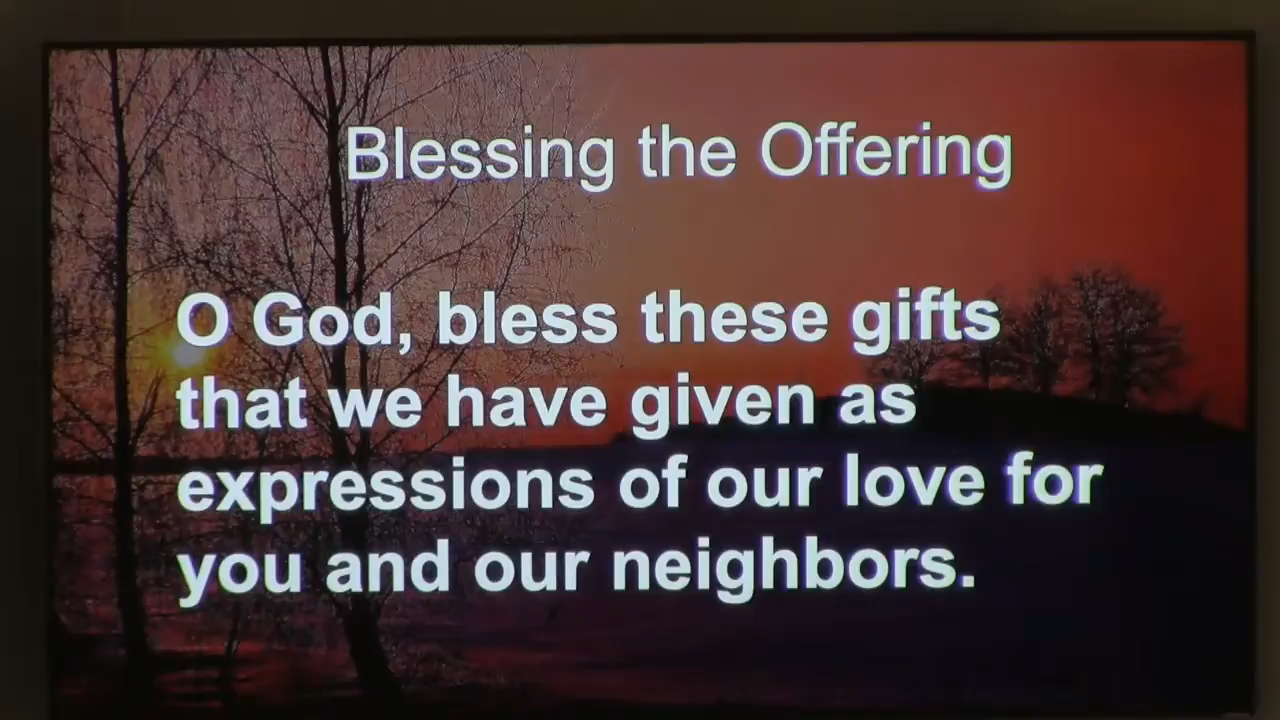 Blessing the Offering
O God, bless these gifts
that we have given as
expressions of our love for
you and our neighbors.